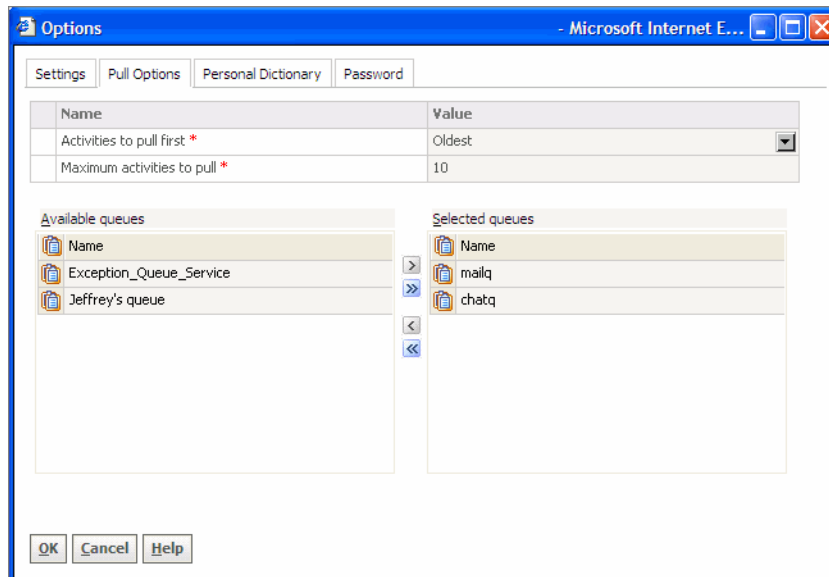 Options - Microsoft Internet E...
Settings Pull Options Personal Dictionary Password
Name Value
Activities to pull first * Oldest
Maximum activities to pull * 10
Available queues Selected queues
Name Name
Exception_Queue_Service mailq
Jeffrey's queue chatq
OK Cancel Help